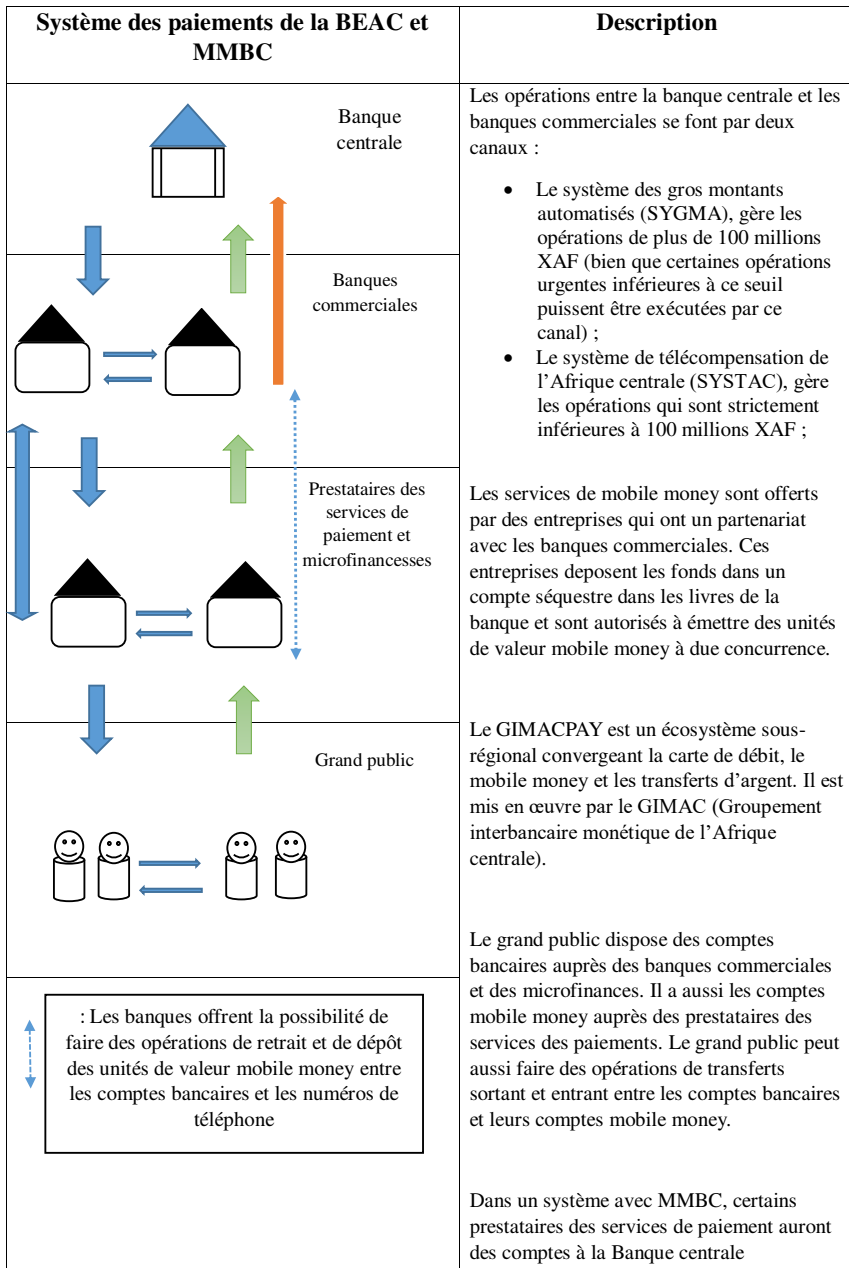 Système des paiements de la BEAC et
MMBC
Description
Banque
centrale
Banques
commerciales
Prestataires des
services de
paiement et
microfinancesses
Grand public
: Les banques offrent la possibilité de
faire des opérations de retrait et de dépôt
des unités de valeur mobile money entre
les comptes bancaires et les numéros de
téléphone
Les opérations entre la banque centrale et les
banques commerciales se font par deux
canaux :
• Le système des gros montants
automatisés (SYGMA), gère les
opérations de plus de 100 millions
XAF (bien que certaines opérations
urgentes inférieures à ce seuil
puissent être exécutées par ce
canal) ;
• Le système de télécompensation de
l’Afrique centrale (SYSTAC), gère
les opérations qui sont strictement
inférieures à 100 millions XAF ;
Les services de mobile money sont offerts
par des entreprises qui ont un partenariat
avec les banques commerciales. Ces
entreprises deposent les fonds dans un
compte séquestre dans les livres de la
banque et sont autorisés à émettre des unités
de valeur mobile money à due concurrence.
Le GIMACPAY est un écosystème sous-
régional convergeant la carte de débit, le
mobile money et les transferts d’argent. Il est
mis en œuvre par le GIMAC (Groupement
interbancaire monétique de l’Afrique
centrale).
Le grand public dispose des comptes
bancaires auprès des banques commerciales
et des microfinances. Il a aussi les comptes
mobile money auprès des prestataires des
services des paiements. Le grand public peut
aussi faire des opérations de transferts
sortant et entrant entre les comptes bancaires
et leurs comptes mobile money.
Dans un système avec MMBC, certains
prestataires des services de paiement auront
des comptes à la Banque centrale